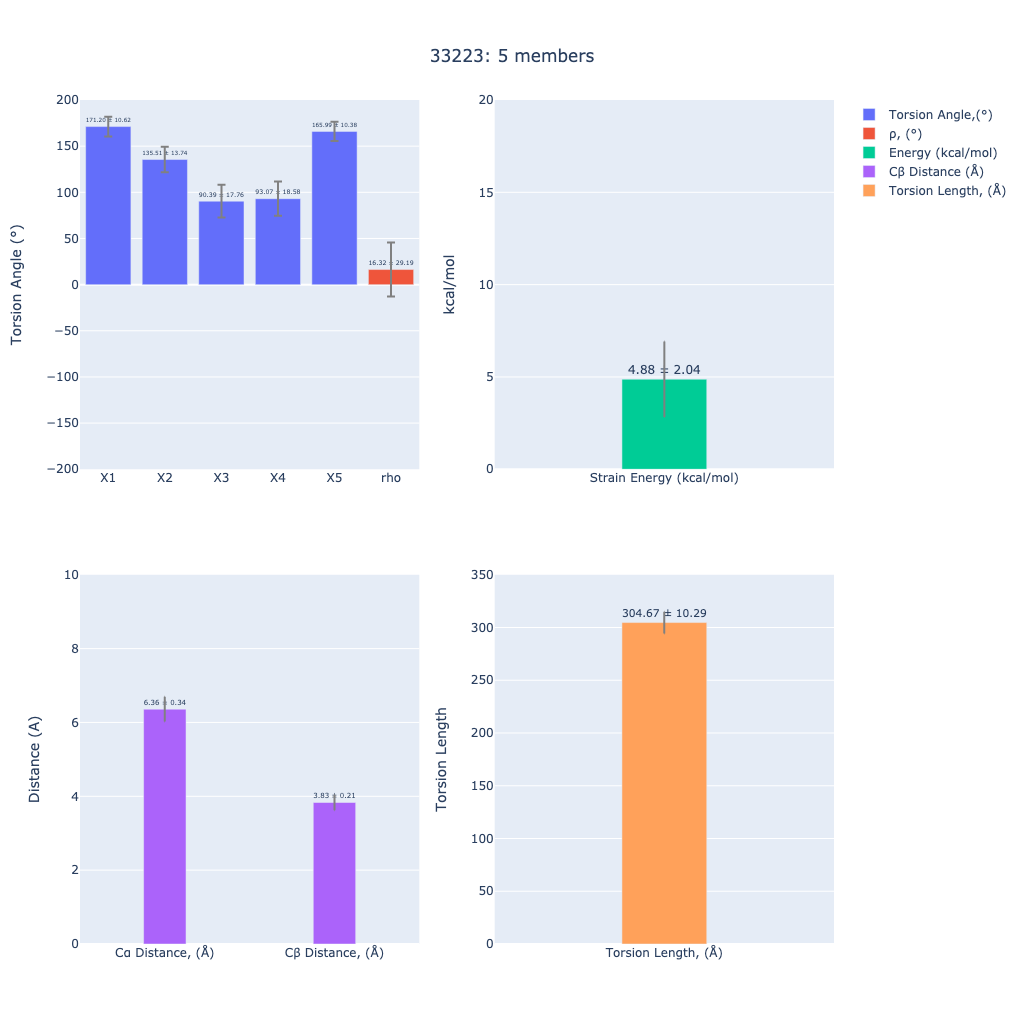 33223: 5 members
200
150
100
50
0
−50
−100
−150
−200
Torsion Angle (°)
171.20 ± 10.62
135.51 ± 13.74
90.39 ± 17.76
93.07 ± 18.58
165.99 ± 10.38
16.32 ± 29.19
X1
X2
X3
X4
X5
rho
20
15
10
5
0
kcal/mol
4.88 ± 2.04
Strain Energy (kcal/mol)
Torsion Angle,(°)
ρ, (°)
Energy (kcal/mol)
Cβ Distance (Å)
Torsion Length, (Å)
10
8
6
4
2
0
Distance (A)
6.36 ± 0.34
3.83 ± 0.21
Cα Distance, (Å)
Cβ Distance, (Å)
350
300
250
200
150
100
50
0
Torsion Length
304.67 ± 10.29
Torsion Length, (Å)